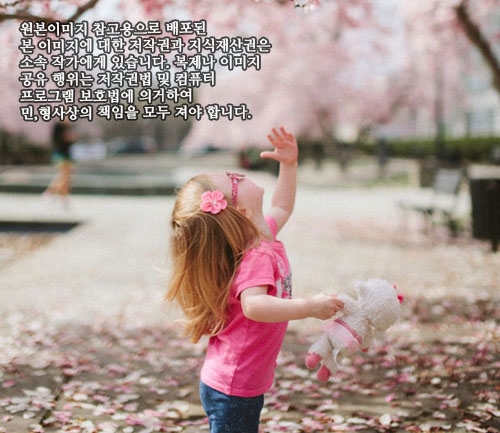 원본이미지 참고용으로 배포된
본 이미지에 대한 저작권과 지식재산권은
소속 작가에게 있습니다. 복제나 이미지
공유 행위는 저작권법 및 컴퓨터
프로그램 보호법에 의거하여
민,형사상의 책임을 모두 져야 합니다.